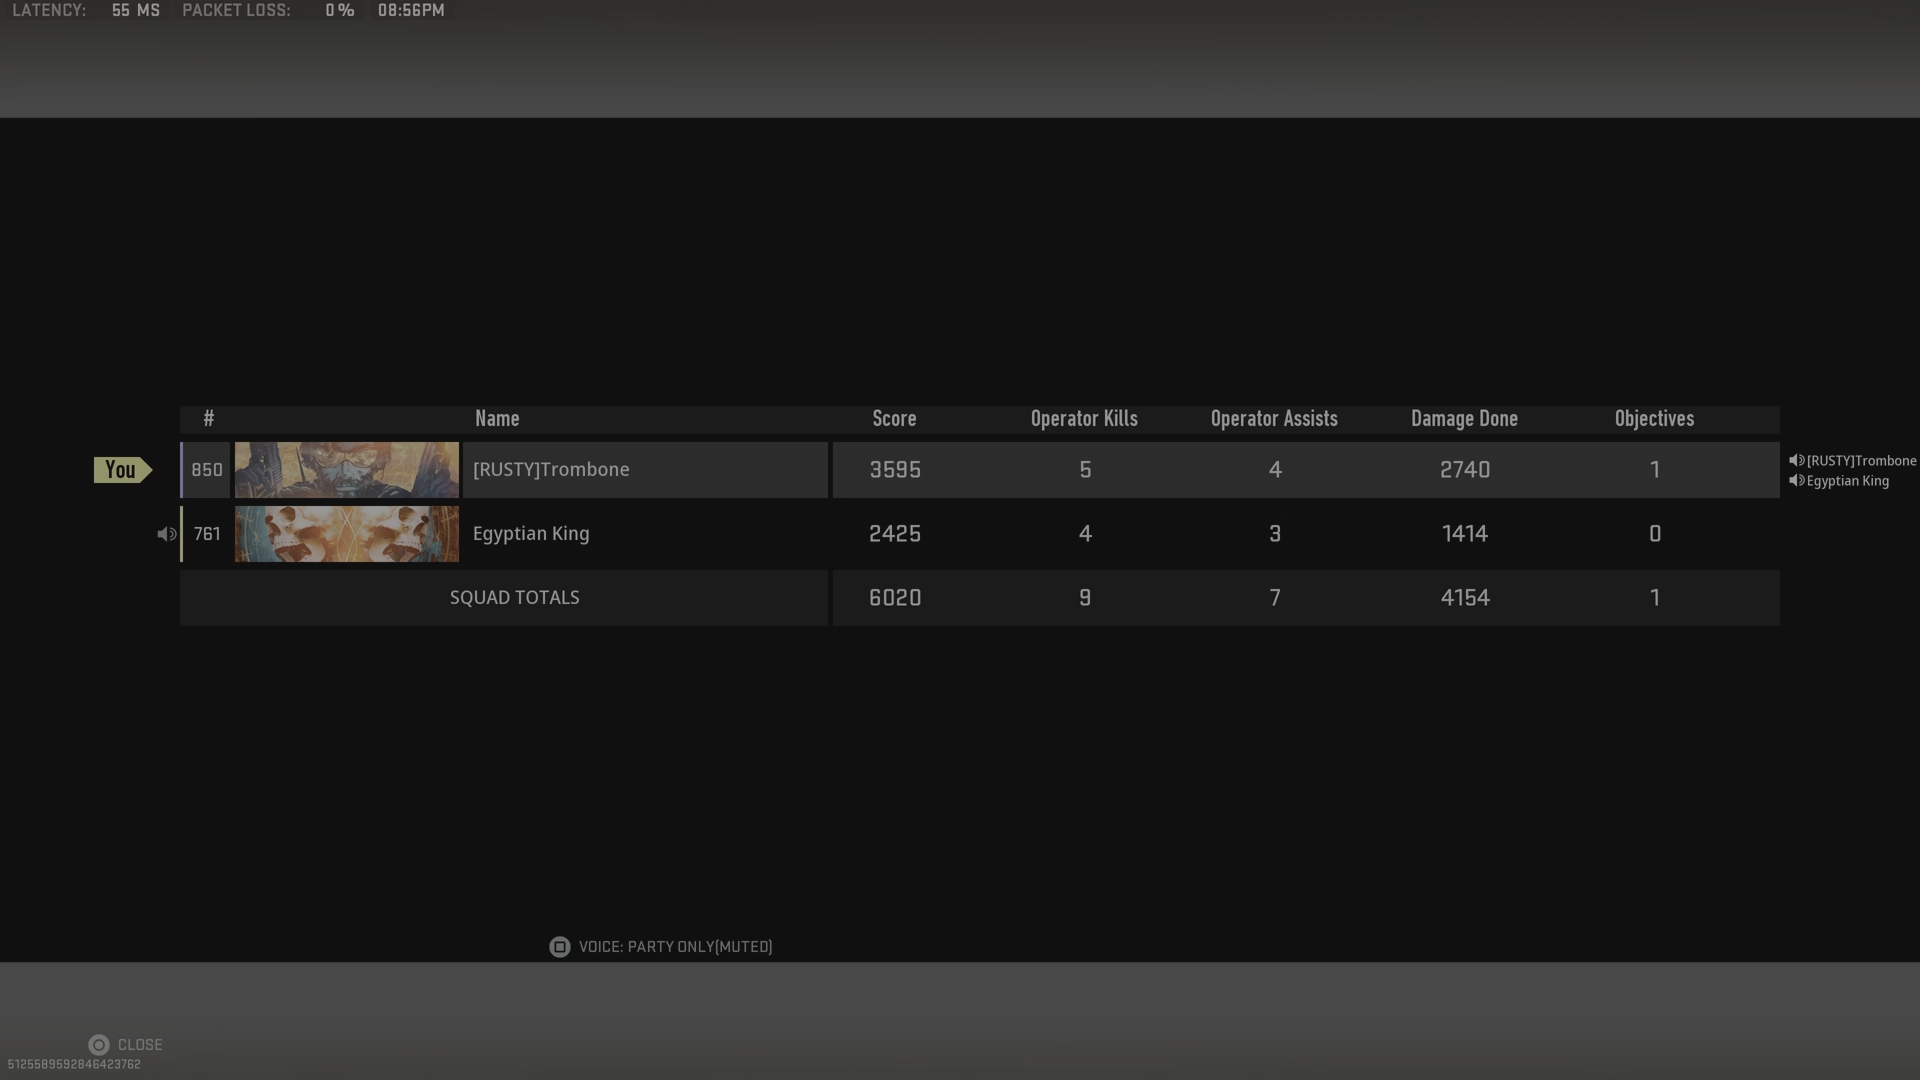 LATENCY: 55 MS PACKET LOSS: 0% 08:56PM
# Name Score Operator Kills Operator Assists Damage Done Objectives
You 850 [RUSTY]Trombone 3595 5 4 2740 1
[RUSTY]Trombone
Egyptian King
761 Egyptian King 2425 4 3 1414 0
SQUAD TOTALS 6020 9 7 4154 1
VOICE: PARTY ONLY(MUTED)
CLOSE
5125589592846423762